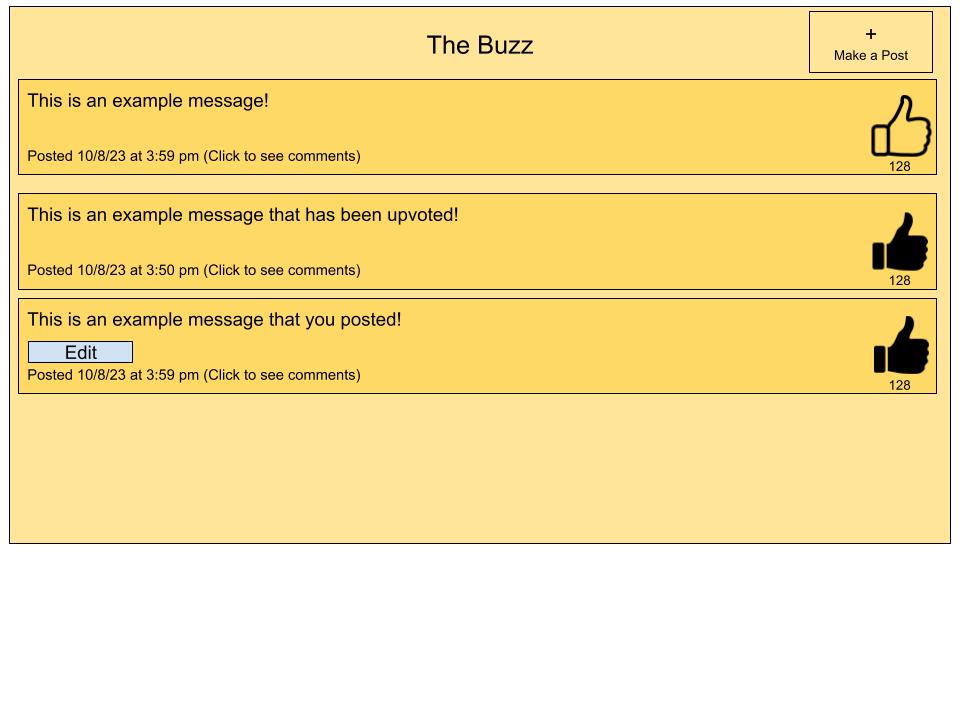 The Buzz
+
Make a Post
This is an example message!
Posted 10/8/23 at 3:59 pm (Click to see comments)
128
This is an example message that has been upvoted!
Posted 10/8/23 at 3:50 pm (Click to see comments)
128
This is an example message that you posted!
Edit
Posted 10/8/23 at 3:59 pm (Click to see comments)
128